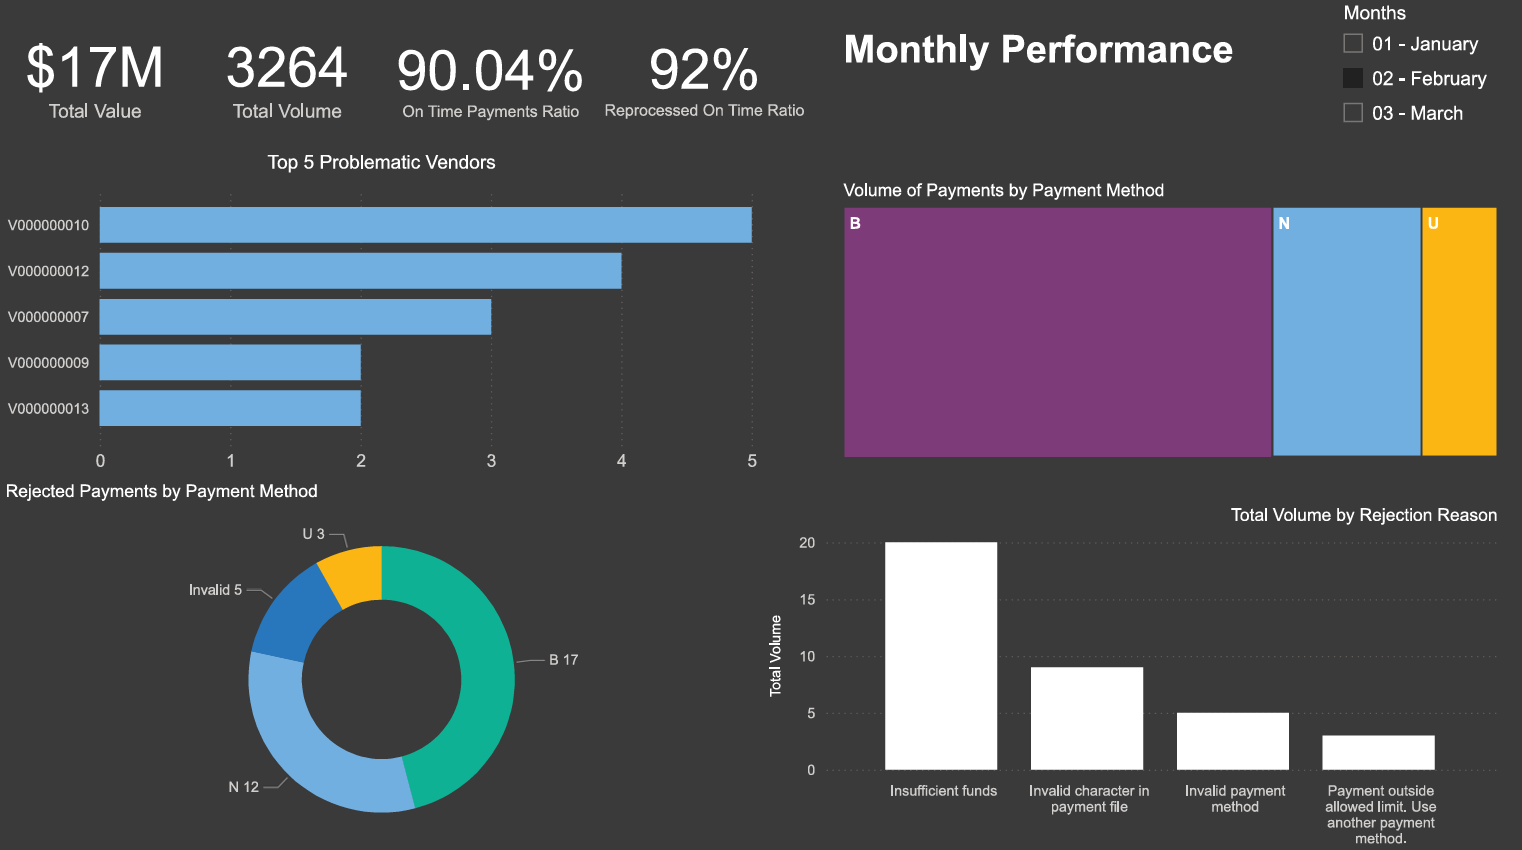 $17M
Total Value
3264
Total Volume
90.04%
On Time Payments Ratio
92%
Reprocessed On Time Ratio
Monthly Performance
Months
01 - January
02 - February
03 - March
Top 5 Problematic Vendors
V000000010
V000000012
V000000007
V000000009
V000000013
0 1 2 3 4 5
Volume of Payments by Payment Method
B N U
Rejected Payments by Payment Method
U 3
Invalid 5
B 17
N 12
Total Volume by Rejection Reason
Total Volume
20
15
10
5
0
Insufficient funds
Invalid character in
payment file
Invalid payment
method
Payment outside
allowed limit. Use
another payment
method.